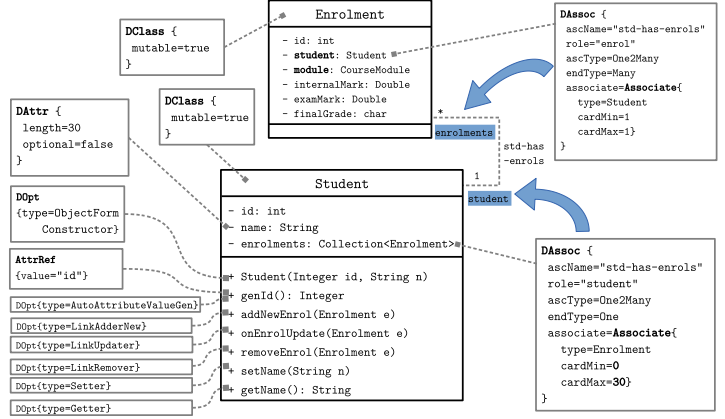 Enrolment
- id: int
- student: Student
- module: CourseModule
- internalMark: Double
- examMark: Double
- finalGrade: char
DClass {
mutable=true
}
DAssoc {
ascName="std-has-enrols"
role="enrol"
ascType=One2Many
endType=Many
associate=Associate{
type=Student
cardMin=1
cardMax=1}
}
*
enrolments
std-has
-enrols
1
student
DAttr {
length=30
optional=false
}
DClass {
mutable=true
}
Student
- id: int
- name: String
- enrolments: Collection<Enrolment>
+ Student(Integer id, String n)
+ genId(): Integer
+ addNewEnrol(Enrolment e)
+ onEnrolUpdate(Enrolment e)
+ removeEnrol(Enrolment e)
+ setName(String n)
+ getName(): String
DOpt
{type=ObjectForm
Constructor}
AttrRef
{value="id"}
DOpt{type=AutoAttributeValueGen}
DOpt{type=LinkAdderNew}
DOpt{type=LinkUpdater}
DOpt{type=LinkRemover}
DOpt{type=Setter}
DOpt{type=Getter}
DAssoc {
ascName="std-has-enrols"
role="student"
ascType=One2Many
endType=One
associate=Associate{
type=Enrolment
cardMin=0
cardMax=30}
}